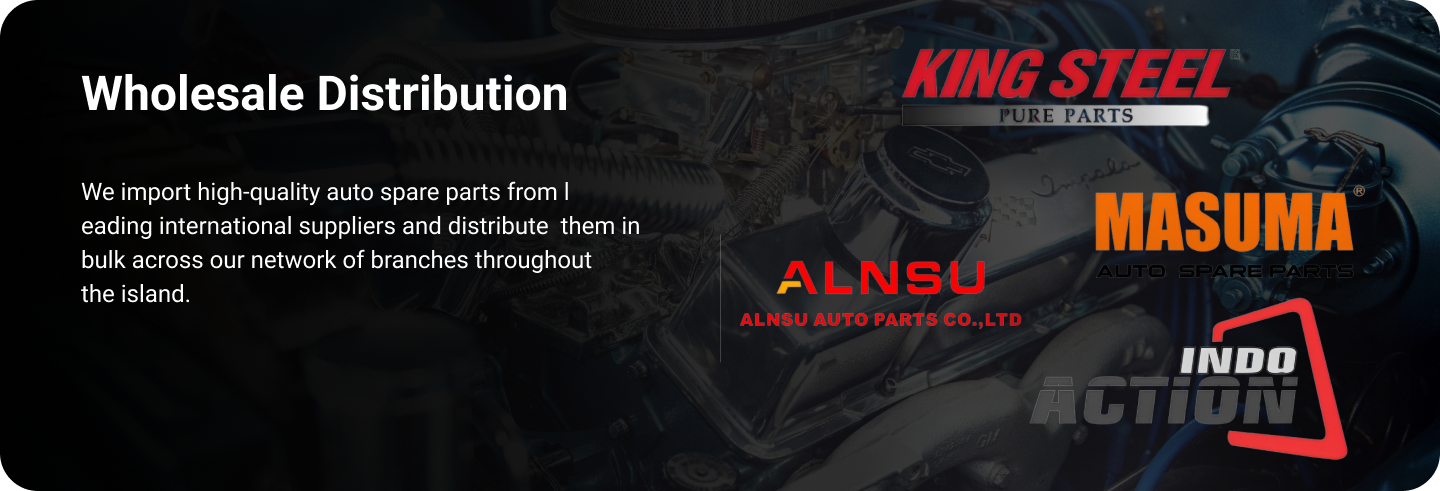 Wholesale Distribution
We import high-quality auto spare parts from l
eading international suppliers and distribute  them in
bulk across our network of branches throughout
the island.
KING STEEL
PURE PARTS
MASUMA®
AUTO SPARE PARTS
ALNSU
ALNSU AUTO PARTS CO.,LTD
INDO
ACTION
Impala